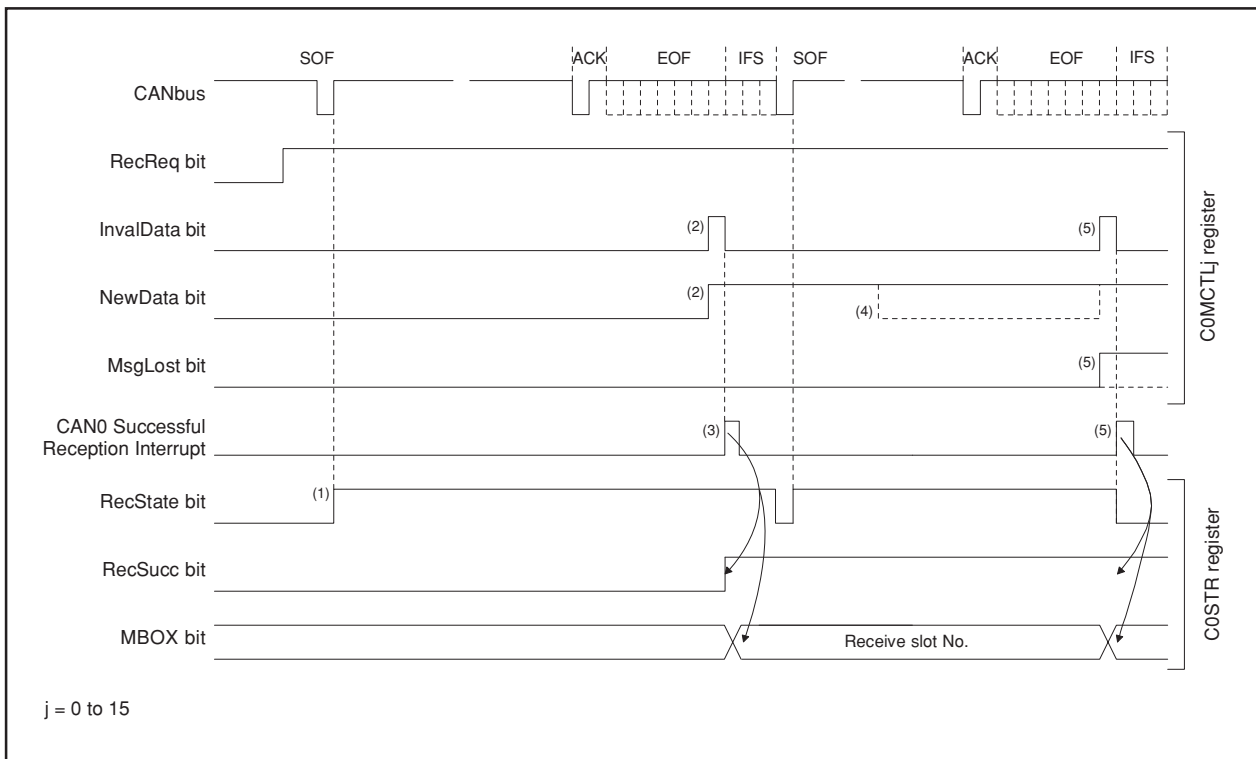 SOF ACK EOF IFS SOF ACK EOF IFS
CANbus
RecReq bit
InvalData bit (2) (5)
NewData bit (2) (4)
MsgLost bit (5)
C0MCTLj register
CAN0 Successful
Reception Interrupt (3) (5)
RecState bit (1)
RecSucc bit
MBOX bit Receive slot No.
C0STR register
j = 0 to 15